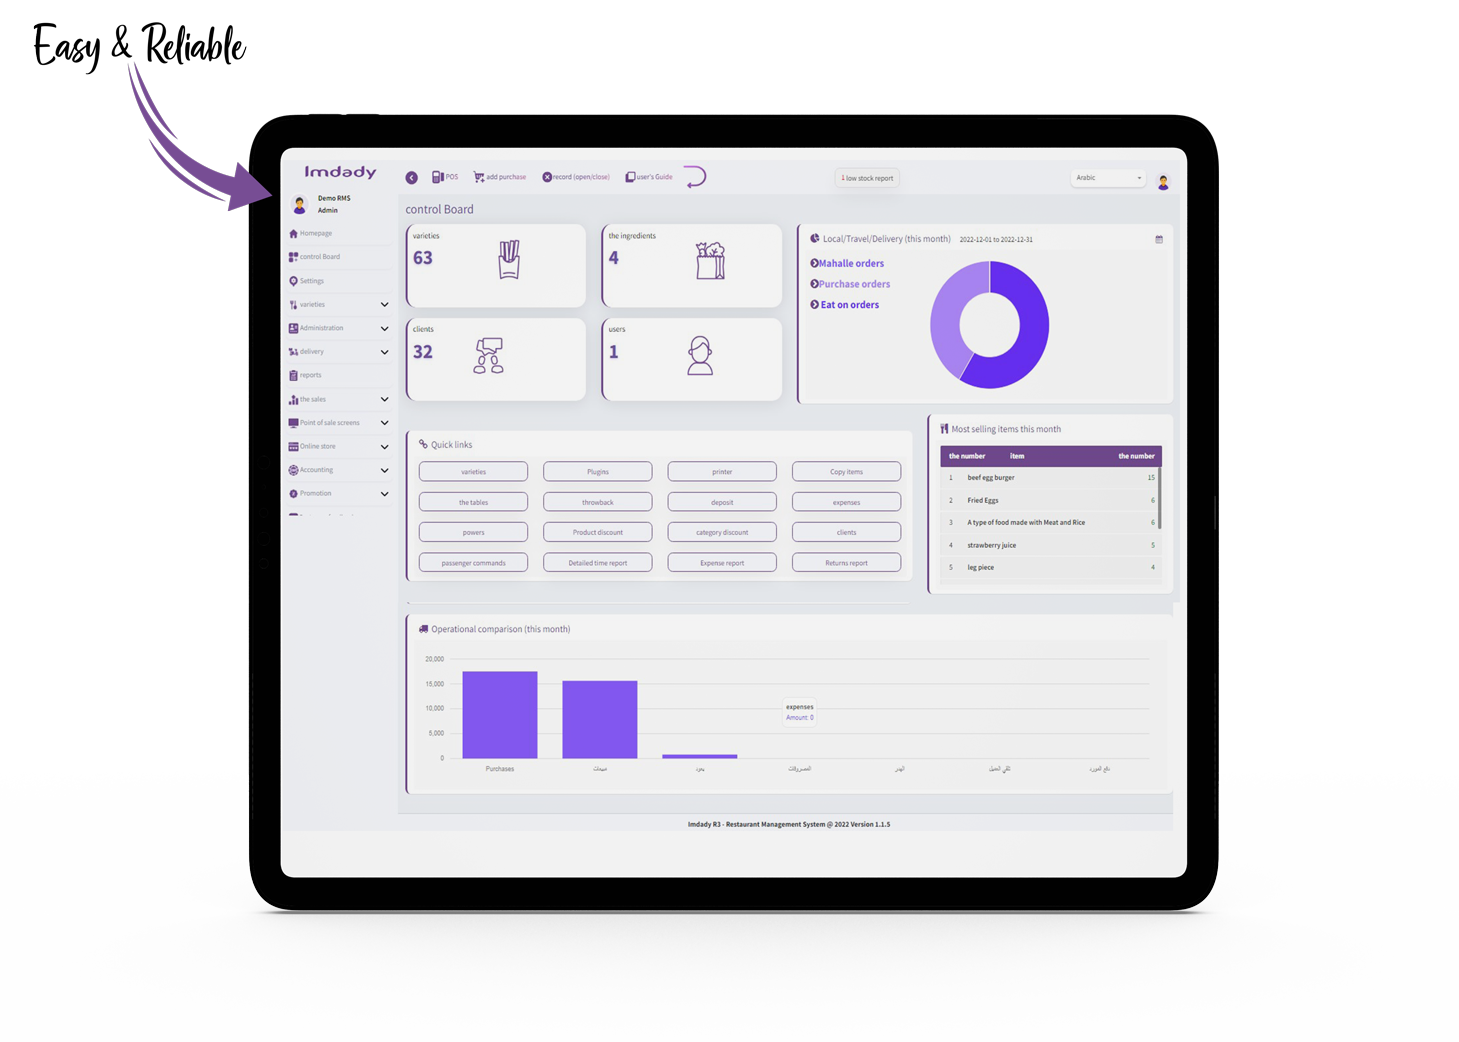 Easy & Reliable
Imdady
POS
add purchase
record (open/close)
user's Guide
1 low stock report
Arabic
Demo RMS
Admin
Homepage
control Board
Settings
varieties
Administration
delivery
reports
the sales
Point of sale screens
Online store
Accounting
Promotion
control Board
varieties
63
the ingredients
4
clients
32
users
1
Local/Travel/Delivery (this month) 2022-12-01 to 2022-12-31
Mahalle orders
Purchase orders
Eat on orders
Quick links
varieties Plugins printer Copy items
the tables throwback deposit expenses
powers Product discount category discount clients
passenger commands Detailed time report Expense report Returns report
Most selling items this month
the number item the number
1 beef egg burger 15
2 Fried Eggs 6
3 A type of food made with Meat and Rice 6
4 strawberry juice 5
5 leg piece 4
Operational comparison (this month)
20,000
15,000
10,000
5,000
0
expenses
Amount: 0
Purchases مبيعات يعود المصروفات الهدر تلقي العميل دفع المورد
Imdady R3 - Restaurant Management System @ 2022 Version 1.1.5